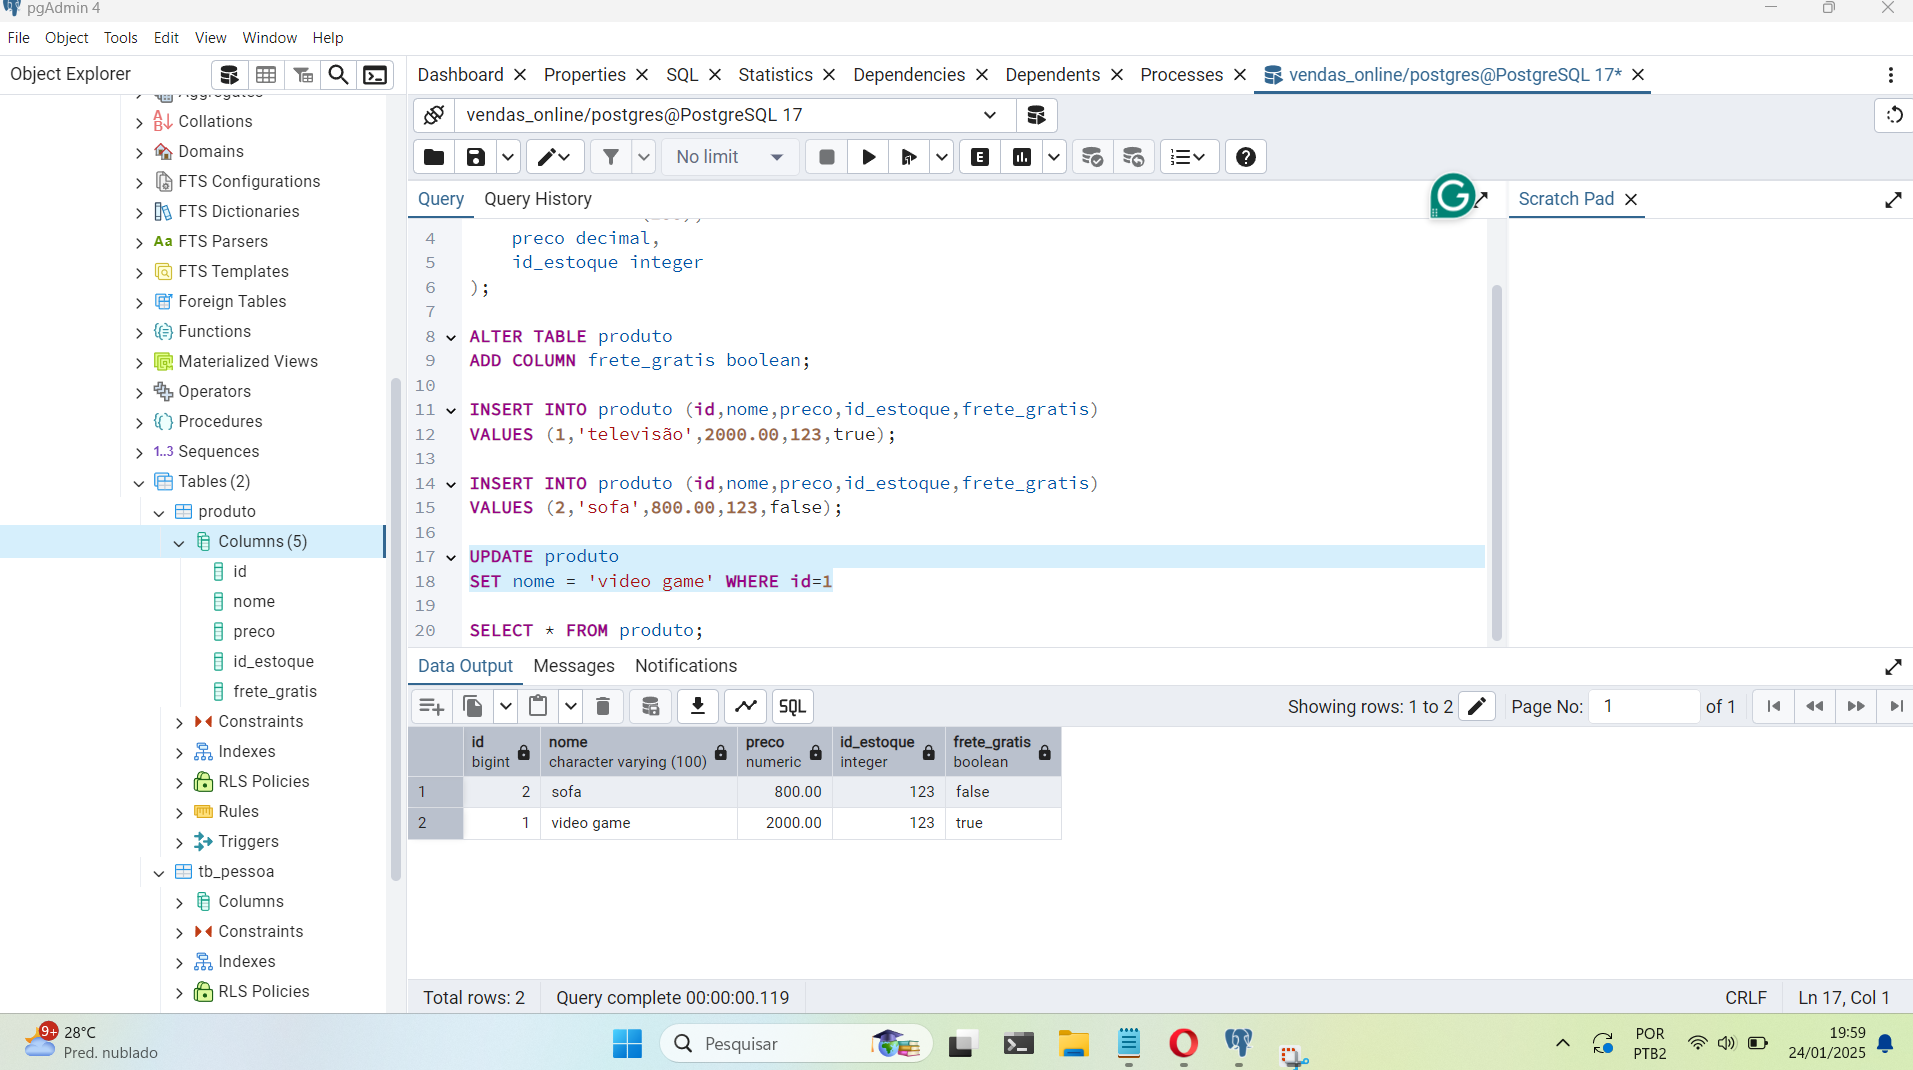 pgAdmin 4
File Object Tools Edit View Window Help
Object Explorer
Dashboard Properties SQL Statistics Dependencies Dependents Processes vendas_online/postgres@PostgreSQL 17*
vendas_online/postgres@PostgreSQL 17
No limit
E
Query Query History
G
Scratch Pad
Aggregates
Collations
Domains
FTS Configurations
FTS Dictionaries
Aa FTS Parsers
FTS Templates
Foreign Tables
Functions
Materialized Views
Operators
Procedures
1..3 Sequences
Tables (2)
produto
Columns (5)
id
nome
preco
id_estoque
frete_gratis
Constraints
Indexes
RLS Policies
Rules
Triggers
tb_pessoa
Columns
Constraints
Indexes
RLS Policies
4 preco decimal,
5 id_estoque integer
6 );
7
8 ALTER TABLE produto
9 ADD COLUMN frete_gratis boolean;
10
11 INSERT INTO produto (id,nome,preco,id_estoque,frete_gratis)
12 VALUES (1,'televisão',2000.00,123,true);
13
14 INSERT INTO produto (id,nome,preco,id_estoque,frete_gratis)
15 VALUES (2,'sofa',800.00,123,false);
16
17 UPDATE produto
18 SET nome = 'video game' WHERE id=1
19
20 SELECT * FROM produto;
Data Output Messages Notifications
SQL
Showing rows: 1 to 2 Page No: 1 of 1
id nome preco id_estoque frete_gratis
bigint character varying (100) numeric integer boolean
1 2 sofa 800.00 123 false
2 1 video game 2000.00 123 true
Total rows: 2 Query complete 00:00:00.119 CRLF Ln 17, Col 1
9+ 28°C
Pred. nublado
Pesquisar
POR
PTB2
19:59
24/01/2025